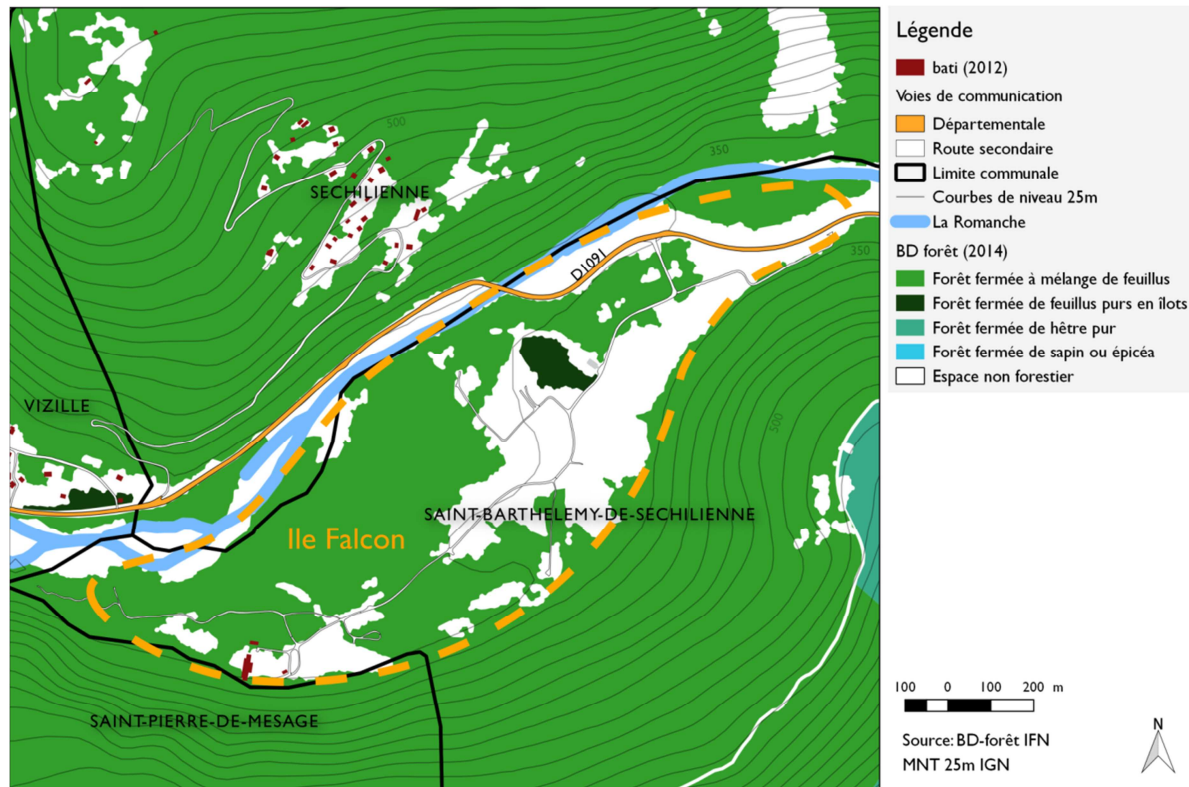 500
350
SECHILIENNE
D1091
350
VIZILLE
500
SAINT-BARTHELEMY-DE-SECHILIENNE
Ile Falcon
SAINT-PIERRE-DE-MESAGE
Légende
bati (2012)
Voies de communication
Départementale
Route secondaire
Limite communale
Courbes de niveau 25m
La Romanche
BD forêt (2014)
Forêt fermée à mélange de feuillus
Forêt fermée de feuillus purs en îlots
Forêt fermée de hêtre pur
Forêt fermée de sapin ou épicéa
Espace non forestier
100 0 100 200 m
Source: BD-forêt IFN
MNT 25m IGN
N